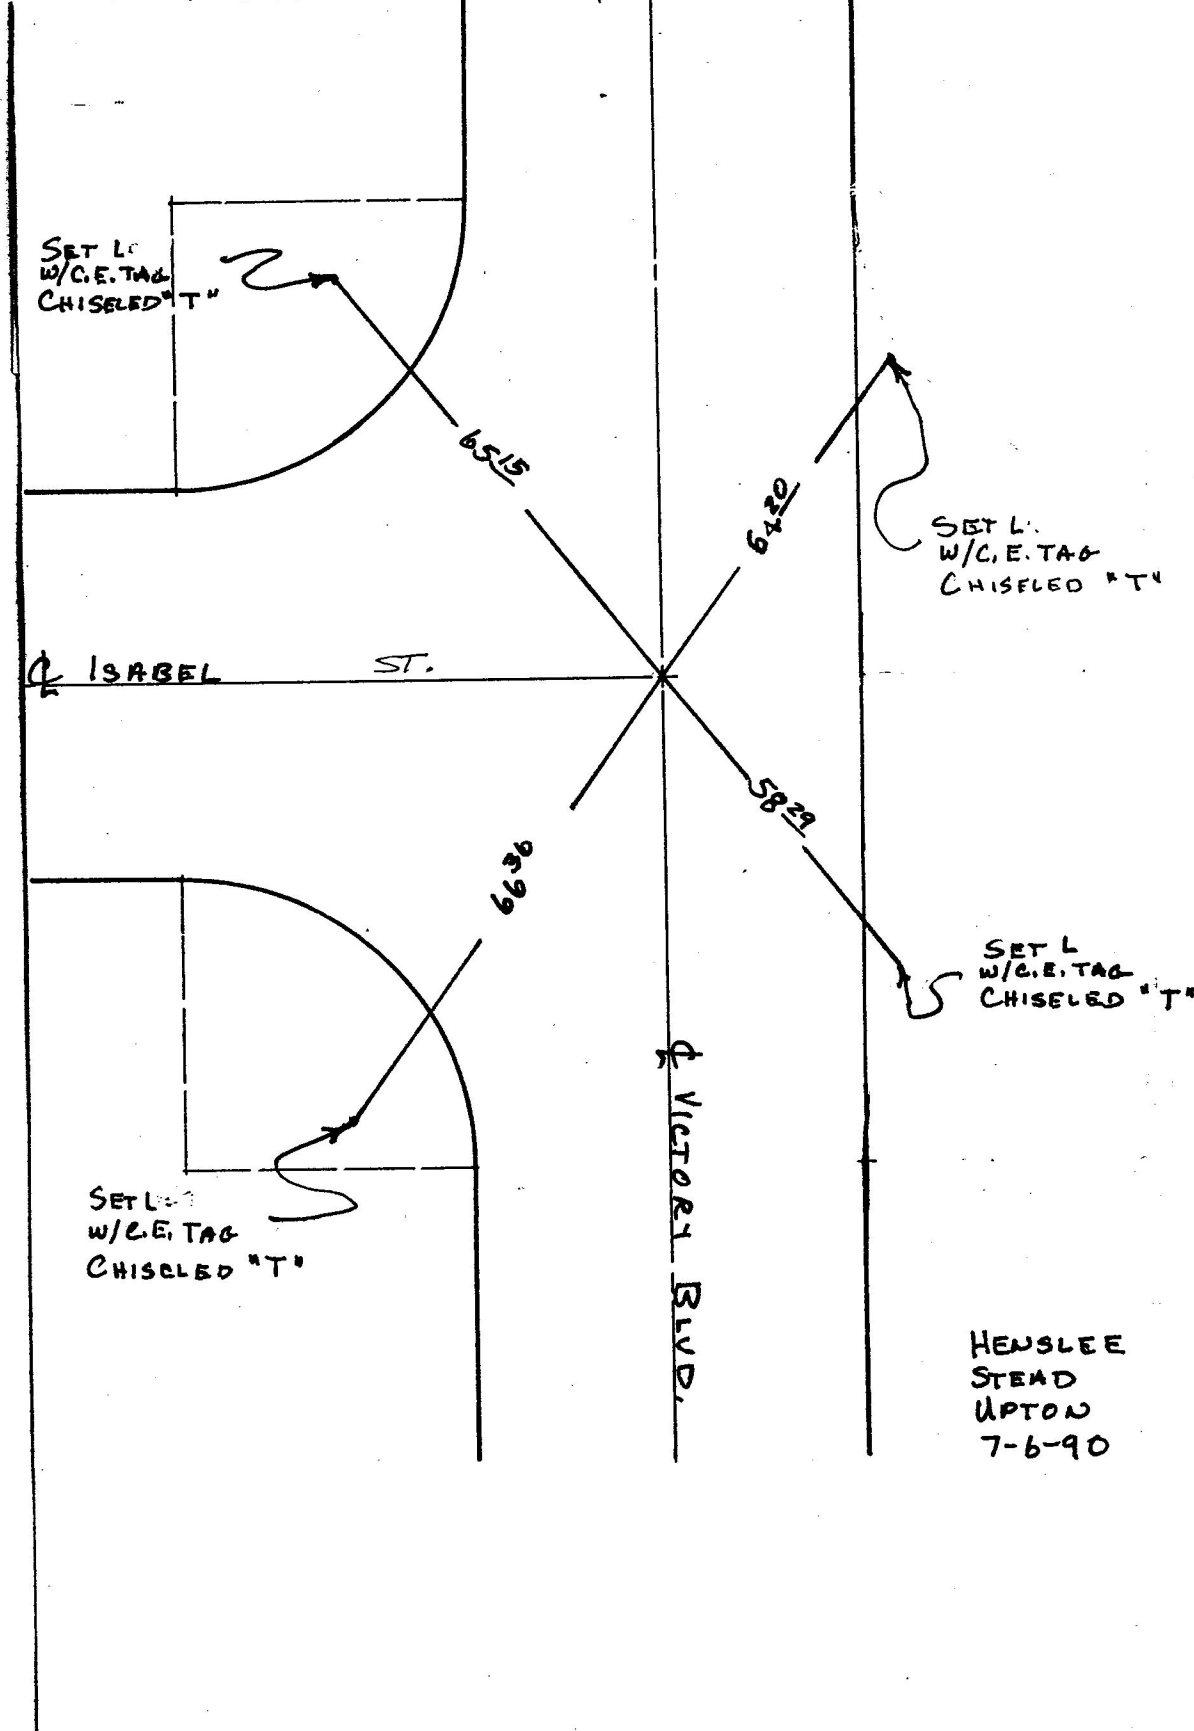 SET L
W/C.E. TAG
CHISELED "T"
65 15
64 20
SET L
W/C.E. TAG
CHISELED "T"
℄ ISABEL ST.
58 29
66 36
SET L
W/C.E. TAG
CHISELED "T"
℄ VICTORY BLVD.
SET L
W/C.E. TAG
CHISELED "T"
HENSLEE
STEAD
UPTON
7-6-90